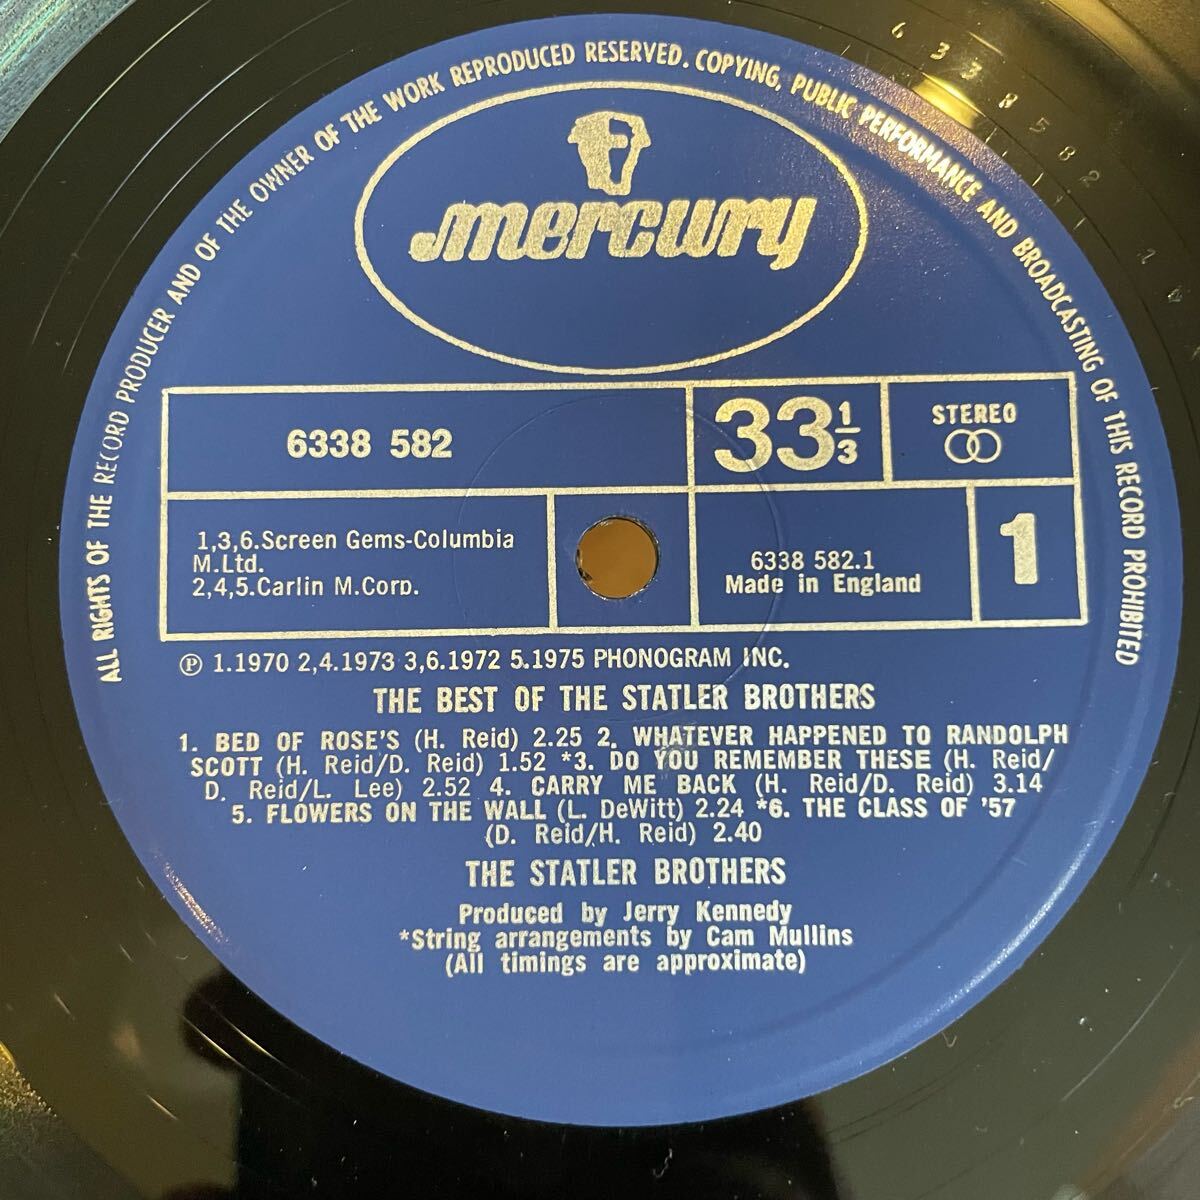 ALL RIGHTS OF THE RECORD PRODUCER AND OF THE OWNER OF THE WORK REPRODUCED RESERVED. COPYING, PUBLIC PERFORMANCE AND BROADCASTING OF THIS RECORD PROHIBITED
mercury
6338 582
33 1/3
STEREO
1,3,6.Screen Gems-Columbia
M.Ltd.
2,4,5.Carlin M.Corp.
6338 582.1
Made in England
1
℗ 1.1970 2,4.1973 3,6.1972 5.1975 PHONOGRAM INC.
THE BEST OF THE STATLER BROTHERS
1. BED OF ROSE'S (H. Reid) 2.25 2. WHATEVER HAPPENED TO RANDOLPH
SCOTT (H. Reid/D. Reid) 1.52 *3. DO YOU REMEMBER THESE (H. Reid/
D. Reid/L. Lee) 2.52 4. CARRY ME BACK (H. Reid/D. Reid) 3.14
5. FLOWERS ON THE WALL (L. DeWitt) 2.24 *6. THE CLASS OF '57
(D. Reid/H. Reid) 2.40
THE STATLER BROTHERS
Produced by Jerry Kennedy
*String arrangements by Cam Mullins
(All timings are approximate)
6338582